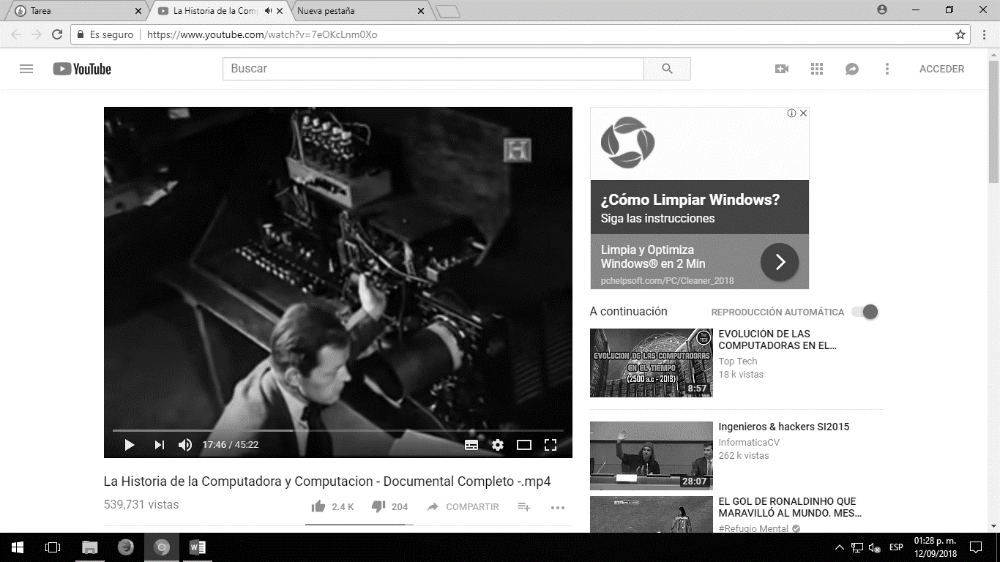 Tarea
La Historia de la Comp
Nueva pestaña
Es seguro
https://www.youtube.com/watch?v=7eOKcLnm0Xo
YouTube
Buscar
ACCEDER
H
17:46 / 45:22
La Historia de la Computadora y Computacion - Documental Completo -.mp4
539,731 vistas
2.4 K
204
COMPARTIR
¿Cómo Limpiar Windows?
Siga las instrucciones
Limpia y Optimiza
Windows® en 2 Min
pchelpsoft.com/PC/Cleaner_2018
A continuación
REPRODUCCIÓN AUTOMÁTICA
Top
TECH
EVOLUCION DE LAS COMPUTADORAS
EN EL TIEMPO
(2500 a.c - 2018)
8:57
EVOLUCIÓN DE LAS
COMPUTADORAS EN EL...
Top Tech
18 k vistas
28:07
Ingenieros & hackers SI2015
InformaticaCV
262 k vistas
EL GOL DE RONALDINHO QUE
MARAVILLÓ AL MUNDO. MES...
#Refugio Mental
ESP
01:28 p. m.
12/09/2018